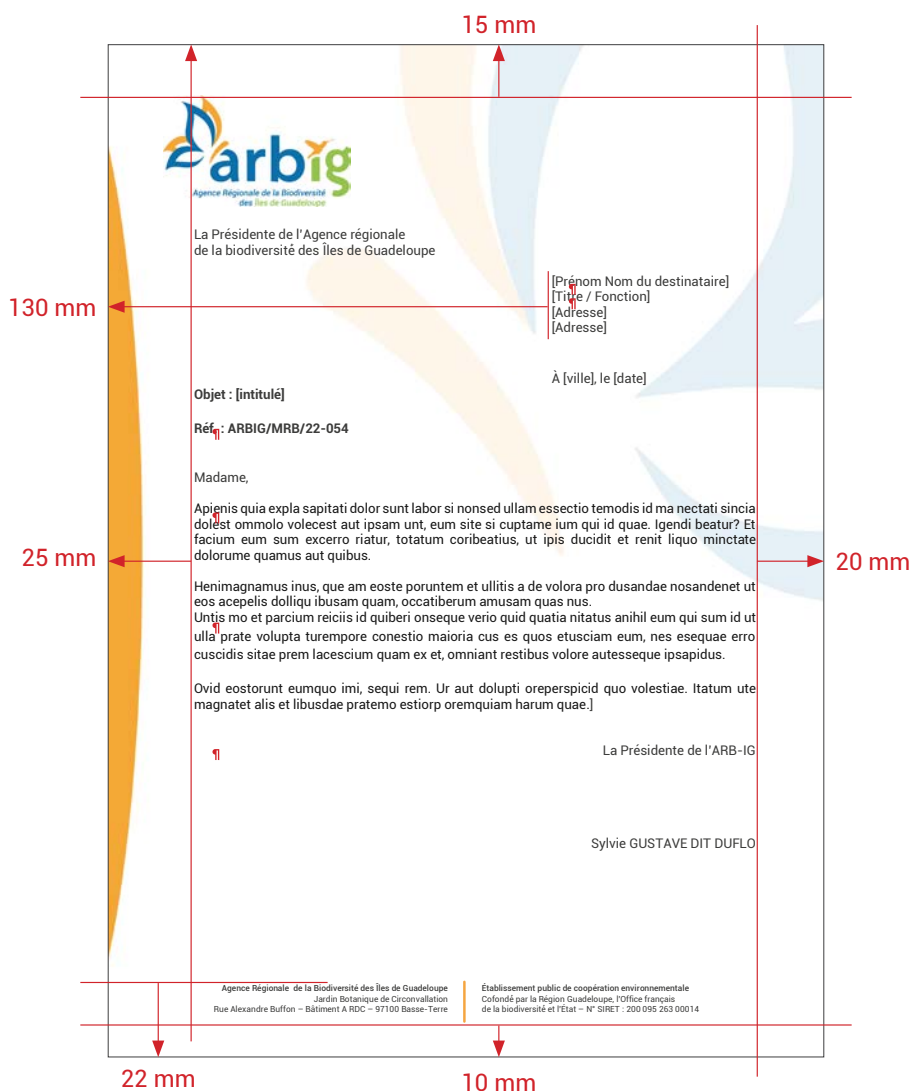 15 mm
arbig
Agence Régionale de la Biodiversité
des Îles de Guadeloupe
La Présidente de l'Agence régionale
de la biodiversité des Îles de Guadeloupe
130 mm
[Prénom Nom du destinataire]
[Titre / Fonction]
[Adresse]
[Adresse]
¶
¶
À [ville], le [date]
Objet : [intitulé]
Réf. : ARBIG/MRB/22-054
¶
Madame,
Apienis quia expla sapitati dolor sunt labor si nonsed ullam essectio temodis id ma nectati sincia
dolest ommolo volecest aut ipsam unt, eum site si cuptame ium qui id quae. Igendi beatur? Et
facium eum sum excerro riatur, totatum coribeatius, ut ipis ducidit et renit liquo minctate
dolorume quamus aut quibus.
¶
25 mm
20 mm
Henimagnamus inus, que am eoste poruntem et ullitis a de volora pro dusandae nosandenet ut
eos acepelis dolliqu ibusam quam, occatiberum amusam quas nus.
Untis mo et parcium reiciis id quiberi onseque verio quid quatia nitatus anihil eum qui sum id ut
ulla prate volupta turempore conestio maioria cus es quos etusciam eum, nes esequae erro
cuscidis sitae prem lacescium quam ex et, omniant restibus volore autesseque ipsapidus.
¶
Ovid eostorunt eumquo imi, sequi rem. Ur aut dolupti oreperspicid quo volestiae. Itatum ute
magnatet alis et libusdae pratemo estiorp oremquiam harum quae.]
¶
La Présidente de l'ARB-IG
Sylvie GUSTAVE DIT DUFLO
Agence Régionale de la Biodiversité des Îles de Guadeloupe
Jardin Botanique de Circonvallation
Rue Alexandre Buffon – Bâtiment A RDC – 97100 Basse-Terre
Établissement public de coopération environnementale
Cofondé par la Région Guadeloupe, l'Office français
de la biodiversité et l'État – N° SIRET : 200 095 263 00014
22 mm
10 mm